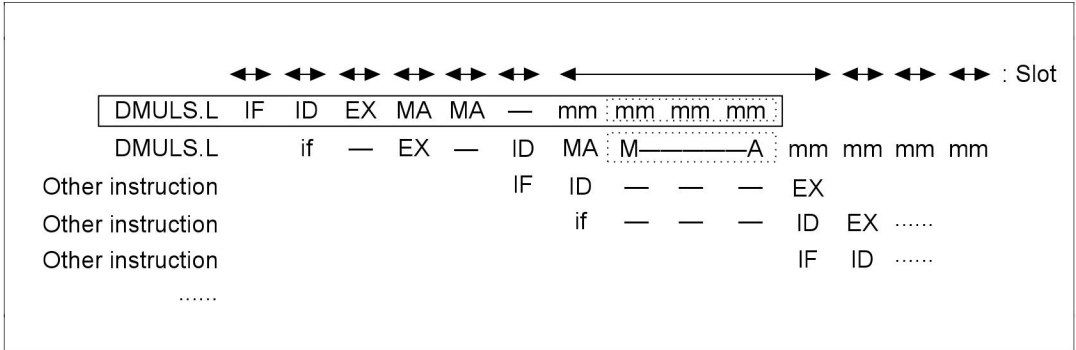 : Slot
DMULS.L IF ID EX MA MA — mm mm mm mm
DMULS.L if — EX — ID MA M—————A mm mm mm mm
Other instruction IF ID — — — EX
Other instruction if — — — ID EX ......
Other instruction IF ID ......
......